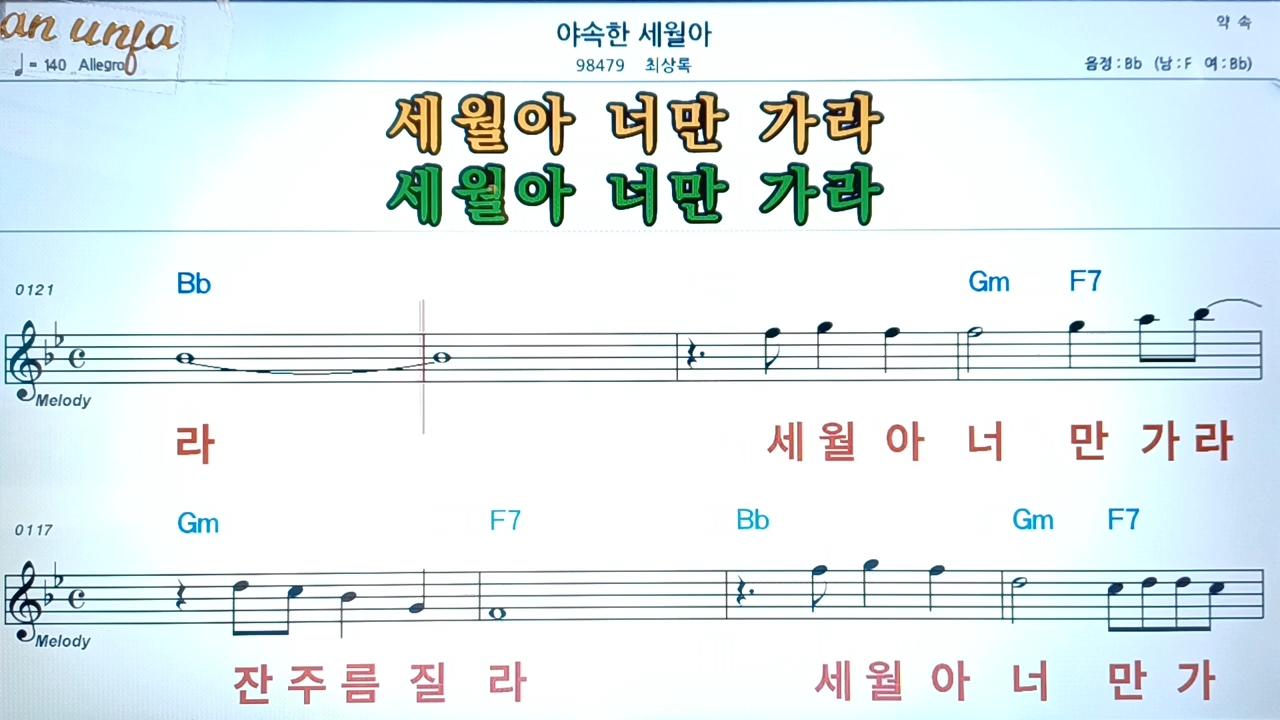 an unfa
야속한 세월아
약 속
♩ = 140 Allegro
98479 최상록
음정 : Bb (남 : F 여 : Bb)
세월아 너만 가라
세월아 너만 가라
0121 Bb Gm F7
Melody
라 세 월 아 너 만 가 라
0117 Gm F7 Bb Gm F7
Melody
잔 주 름 질 라 세 월 아 너 만 가